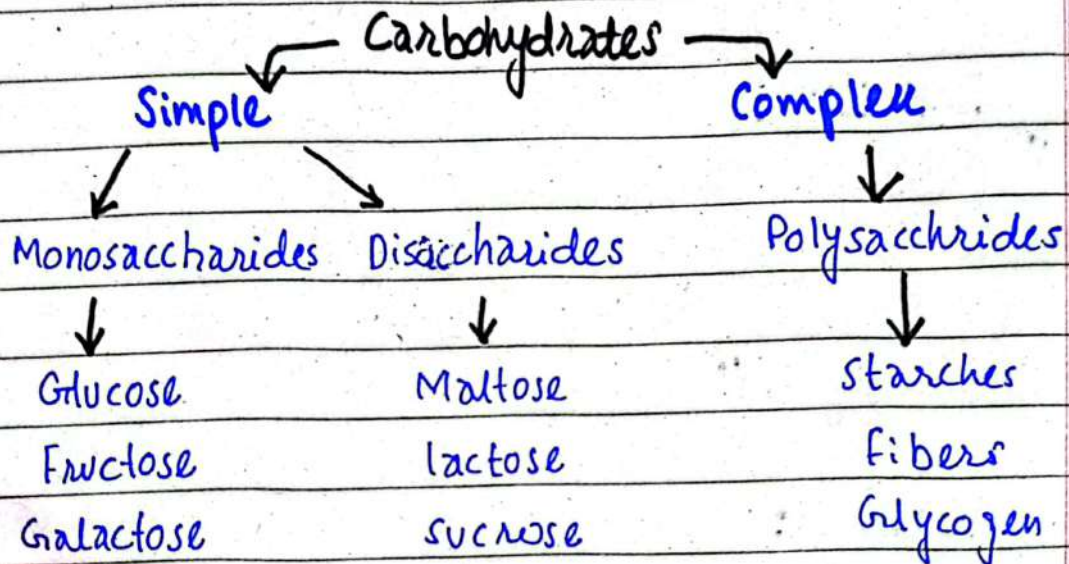 Carbohydrates
Simple Complex
Monosaccharides Disaccharides Polysacchrides
Glucose Maltose Starches
Fructose lactose fibers
Galactose sucrose Glycogen